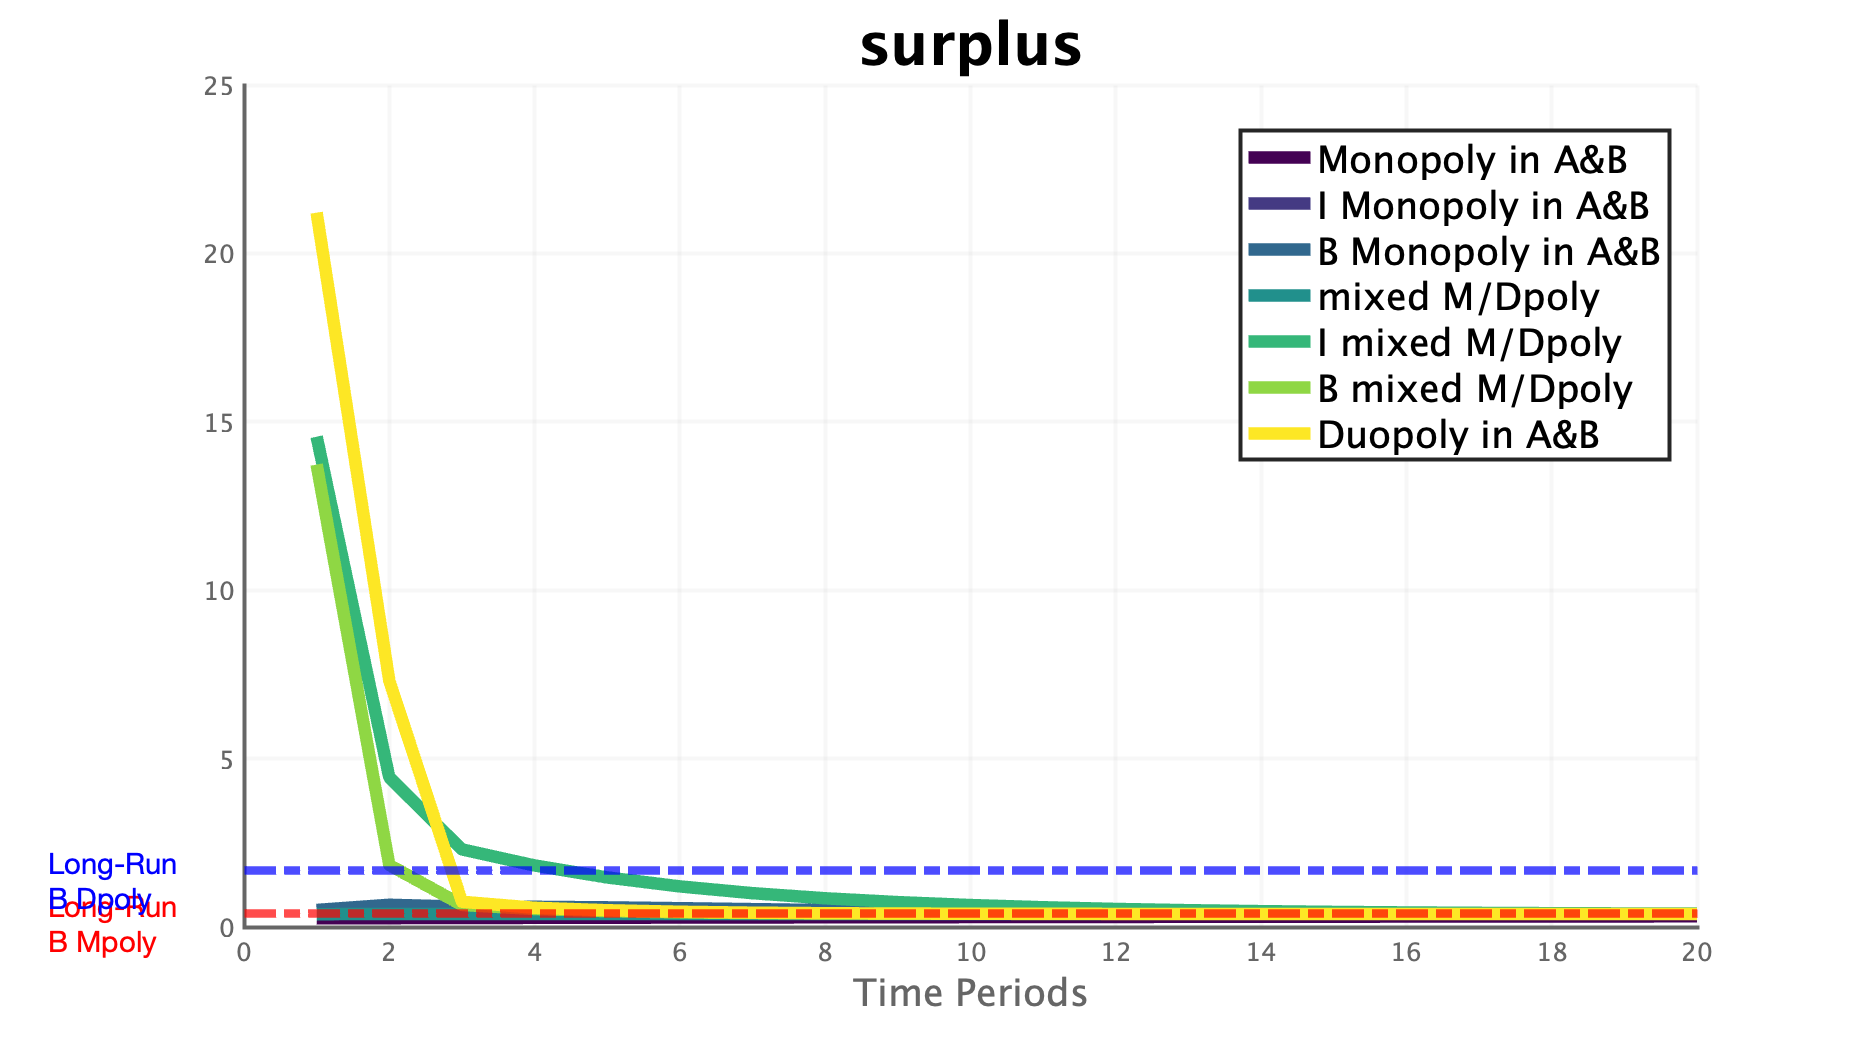 surplus
25
20
15
10
5
0
Monopoly in A&B
I Monopoly in A&B
B Monopoly in A&B
mixed M/Dpoly
I mixed M/Dpoly
B mixed M/Dpoly
Duopoly in A&B
Long-Run
B Dpoly
Long-run
B Mpoly
0 2 4 6 8 10 12 14 16 18 20
Time Periods